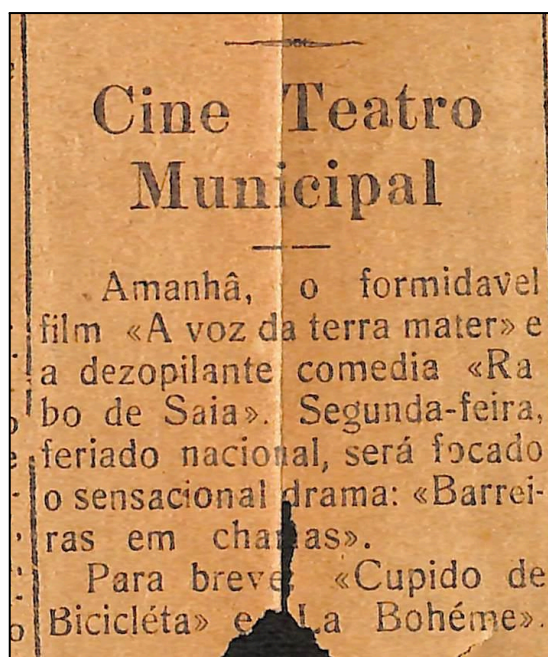 Cine Teatro
Municipal
Amanhâ, o formidavel
film «A voz da terra mater» e
a dezopilante comedia «Ra
bo de Saia». Segunda-feira,
feriado nacional, será focado
o sensacional drama: «Barrei-
ras em chamas».
Para breve «Cupido de
Bicicléta» e La Bohéme».